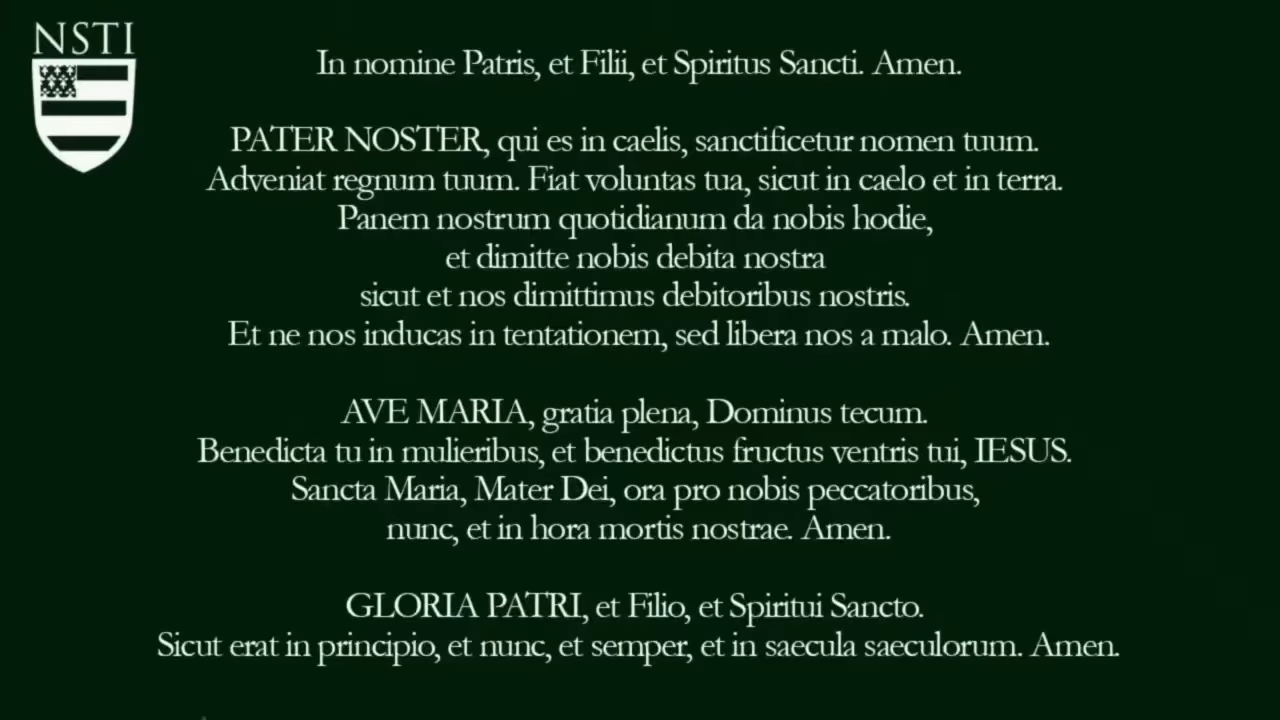 NSTI
In nomine Patris, et Filii, et Spiritus Sancti. Amen.
PATER NOSTER, qui es in caelis, sanctificetur nomen tuum.
Adveniat regnum tuum. Fiat voluntas tua, sicut in caelo et in terra.
Panem nostrum quotidianum da nobis hodie,
et dimitte nobis debita nostra
sicut et nos dimittimus debitoribus nostris.
Et ne nos inducas in tentationem, sed libera nos a malo. Amen.
AVE MARIA, gratia plena, Dominus tecum.
Benedicta tu in mulieribus, et benedictus fructus ventris tui, IESUS.
Sancta Maria, Mater Dei, ora pro nobis peccatoribus,
nunc, et in hora mortis nostrae. Amen.
GLORIA PATRI, et Filio, et Spiritui Sancto.
Sicut erat in principio, et nunc, et semper, et in saecula saeculorum. Amen.